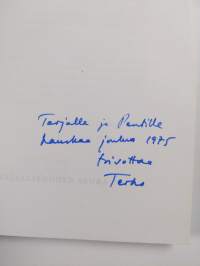 Tarjalle ja Pentille
hauskaa joulua 1975
toivottaa
Terho